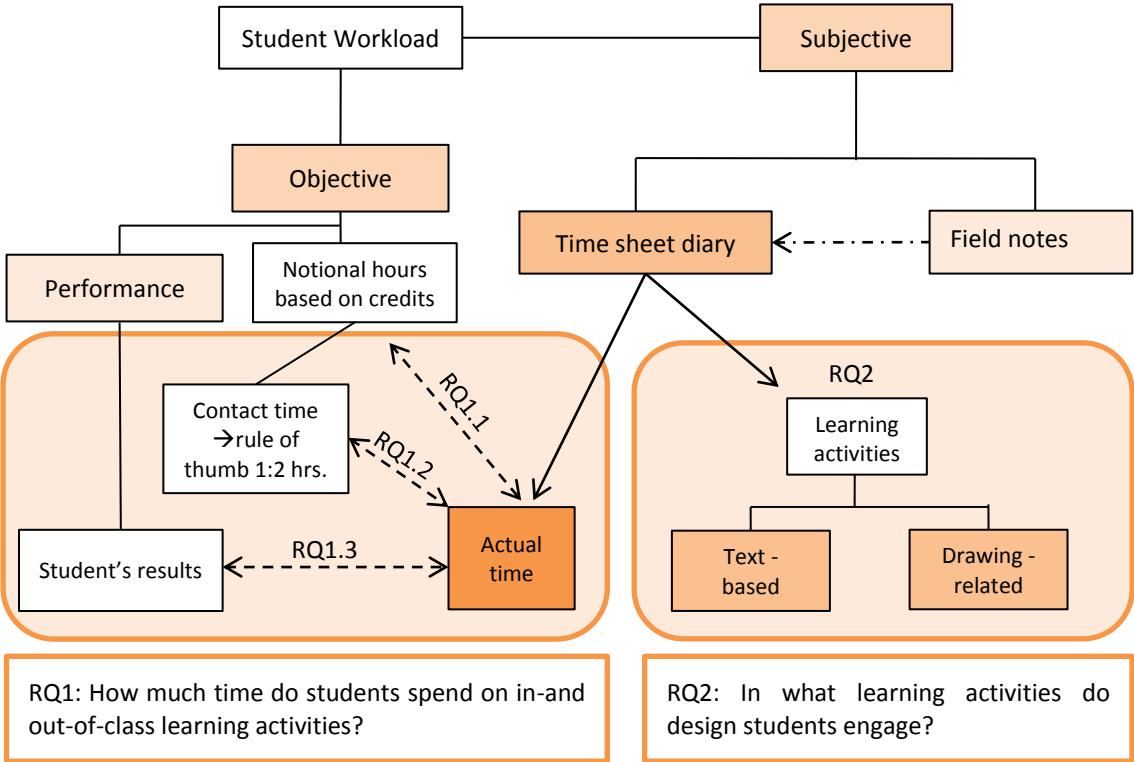 Student Workload
Subjective
Objective
Time sheet diary
Field notes
Performance
Notional hours
based on credits
RQ1.1
RQ2
Contact time
→rule of
thumb 1:2 hrs.
RQ1.2
Learning
activities
RQ1.3
Student’s results
Actual
time
Text -
based
Drawing -
related
RQ1: How much time do students spend on in-and
out-of-class learning activities?
RQ2: In what learning activities do
design students engage?